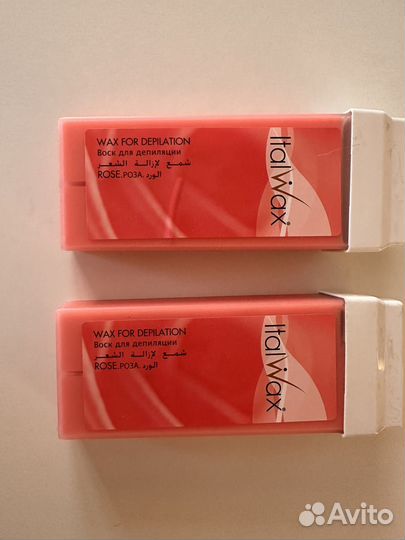 WAX FOR DEPILATION
Воск для депиляции
شمع لإزالة الشعر
ROSE.РОЗА.الورد
ItalWax
WAX FOR DEPILATION
Воск для депиляции
شمع لإزالة الشعر
ROSE.РОЗА.الورد
ItalWax
Avito